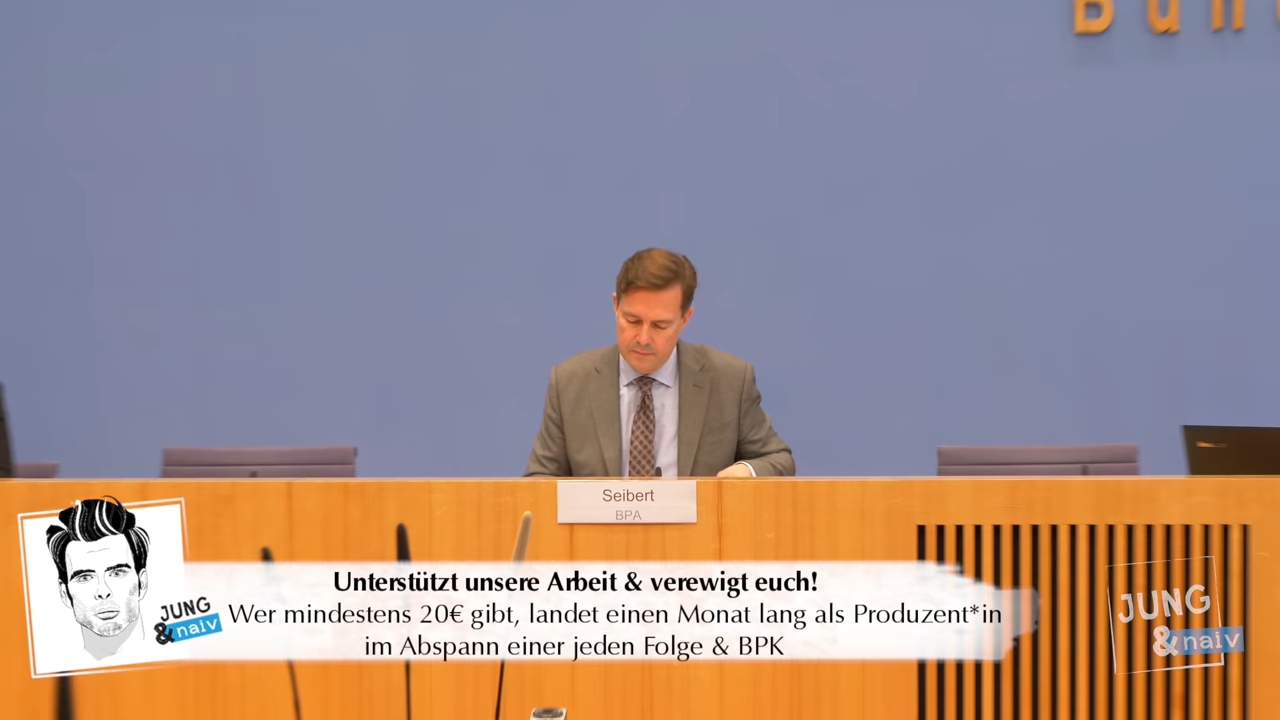 Bun
Seibert
BPA
Unterstützt unsere Arbeit & verewigt euch!
Wer mindestens 20€ gibt, landet einen Monat lang als Produzent*in
im Abspann einer jeden Folge & BPK
JUNG
& naiv
JUNG
& naiv